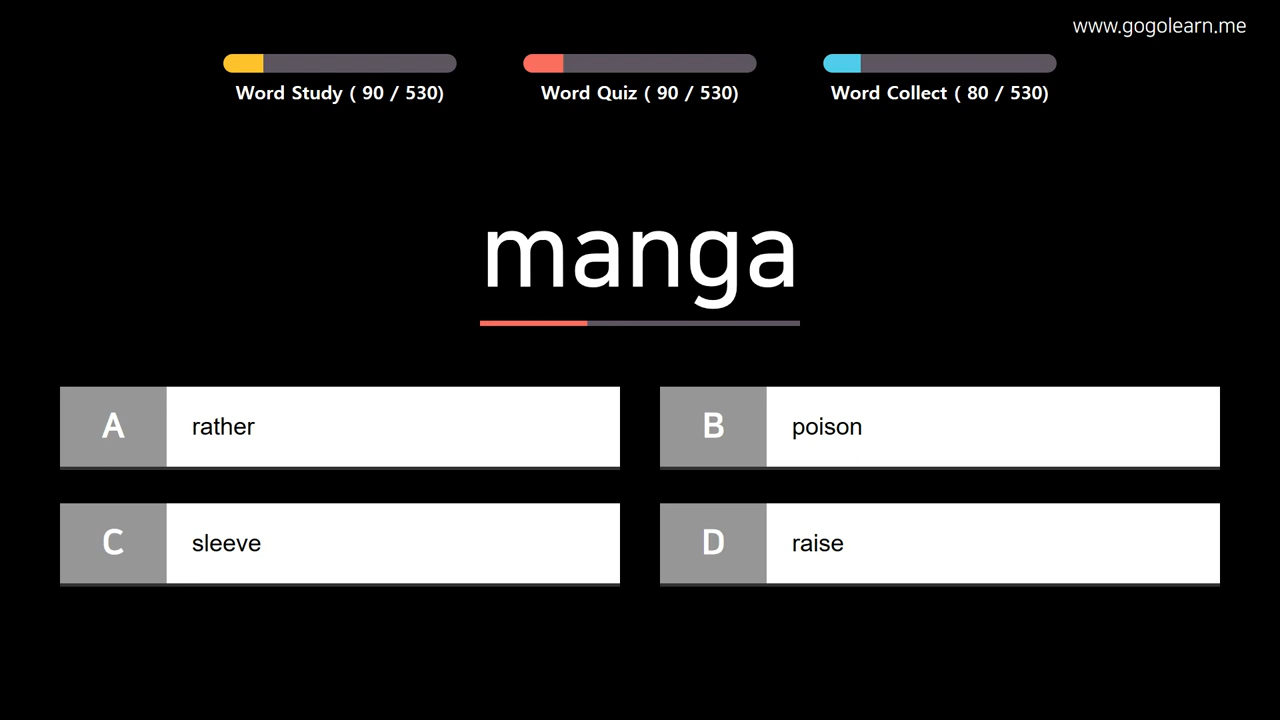 www.gogolearn.me
Word Study ( 90 / 530)
Word Quiz ( 90 / 530)
Word Collect ( 80 / 530)
manga
A rather
B poison
C sleeve
D raise